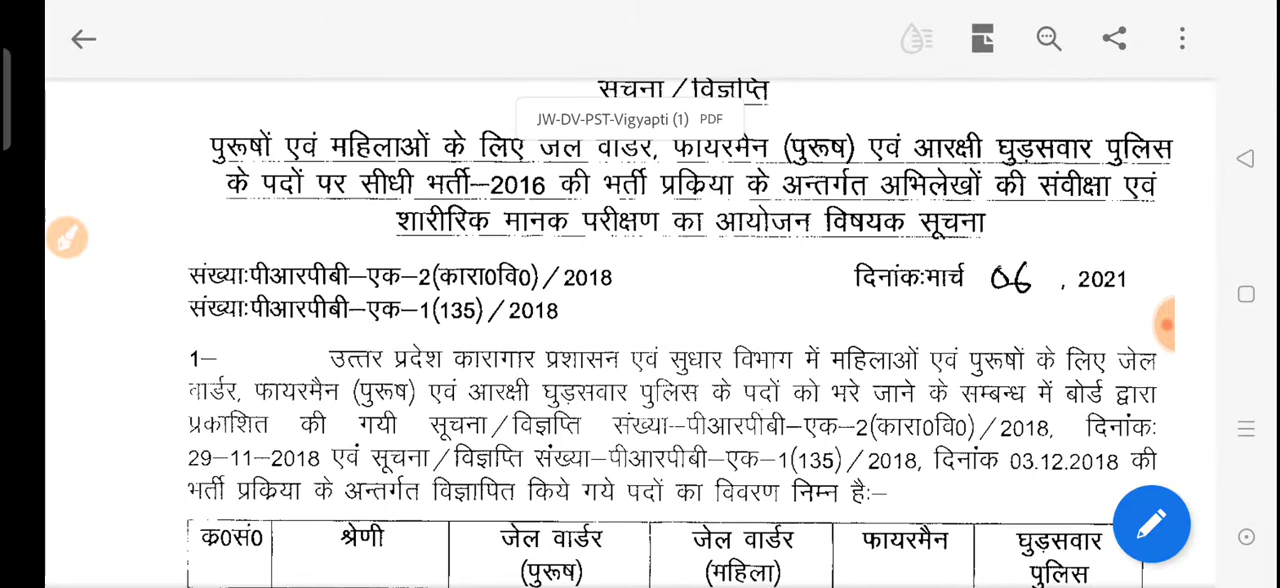 सूचना / विज्ञप्ति
JW-DV-PST-Vigyapti (1) PDF
पुरूषों एवं महिलाओं के लिए जेल वार्डर, फायरमैन (पुरूष) एवं आरक्षी घुड़सवार पुलिस
के पदों पर सीधी भर्ती–2016 की भर्ती प्रकिया के अन्तर्गत अभिलेखों की संवीक्षा एवं
शारीरिक मानक परीक्षण का आयोजन विषयक सूचना
संख्याःपीआरपीबी–एक–2(कारा0वि0) / 2018 दिनांकःमार्च 06 , 2021
संख्याःपीआरपीबी–एक–1(135) / 2018
1– उत्तर प्रदेश कारागार प्रशासन एवं सुधार विभाग में महिलाओं एवं पुरूषों के लिए जेल
वार्डर, फायरमैन (पुरूष) एवं आरक्षी घुड़सवार पुलिस के पदों को भरे जाने के सम्बन्ध में बोर्ड द्वारा
प्रकाशित की गयी सूचना / विज्ञप्ति संख्या–पीआरपीबी–एक–2(कारा0वि0) / 2018, दिनांकः
29–11–2018 एवं सूचना / विज्ञप्ति संख्या–पीआरपीबी–एक–1(135) / 2018, दिनांक 03.12.2018 की
भर्ती प्रकिया के अन्तर्गत विज्ञापित किये गये पदों का विवरण निम्न हैः–
क0सं0 श्रेणी जेल वार्डर जेल वार्डर फायरमैन घुड़सवार
(पुरूष) (महिला) पुलिस